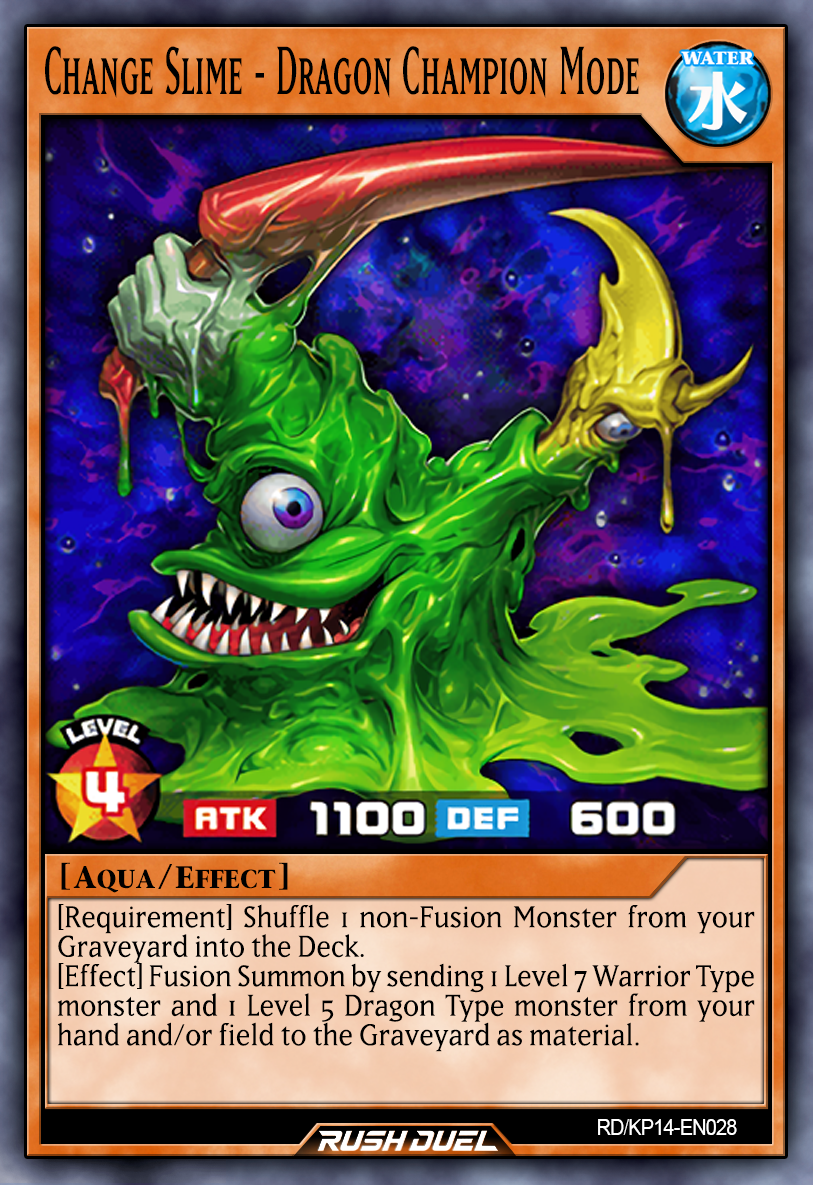 Change Slime - Dragon Champion Mode
WATER
水
LEVEL
4
ATK 1100 DEF 600
[Aqua/Effect]
[Requirement] Shuffle 1 non-Fusion Monster from your
Graveyard into the Deck.
[Effect] Fusion Summon by sending 1 Level 7 Warrior Type
monster and 1 Level 5 Dragon Type monster from your
hand and/or field to the Graveyard as material.
RUSH DUEL
RD/KP14-EN028